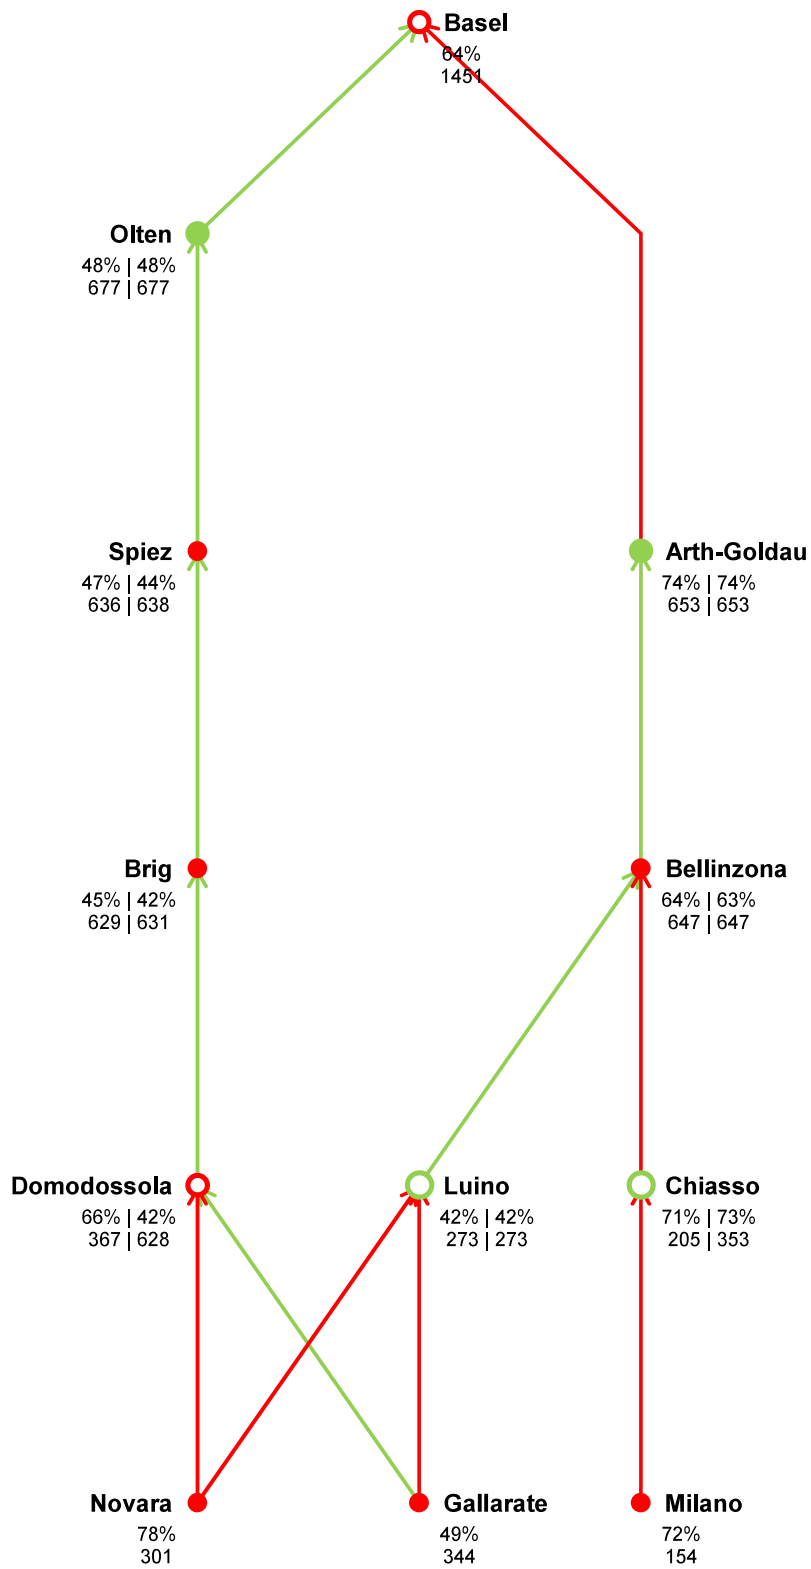 Basel
64%
1451
Olten
48% | 48%
677 | 677
Spiez
47% | 44%
636 | 638
Arth-Goldau
74% | 74%
653 | 653
Brig
45% | 42%
629 | 631
Bellinzona
64% | 63%
647 | 647
Domodossola
66% | 42%
367 | 628
Luino
42% | 42%
273 | 273
Chiasso
71% | 73%
205 | 353
Novara
78%
301
Gallarate
49%
344
Milano
72%
154